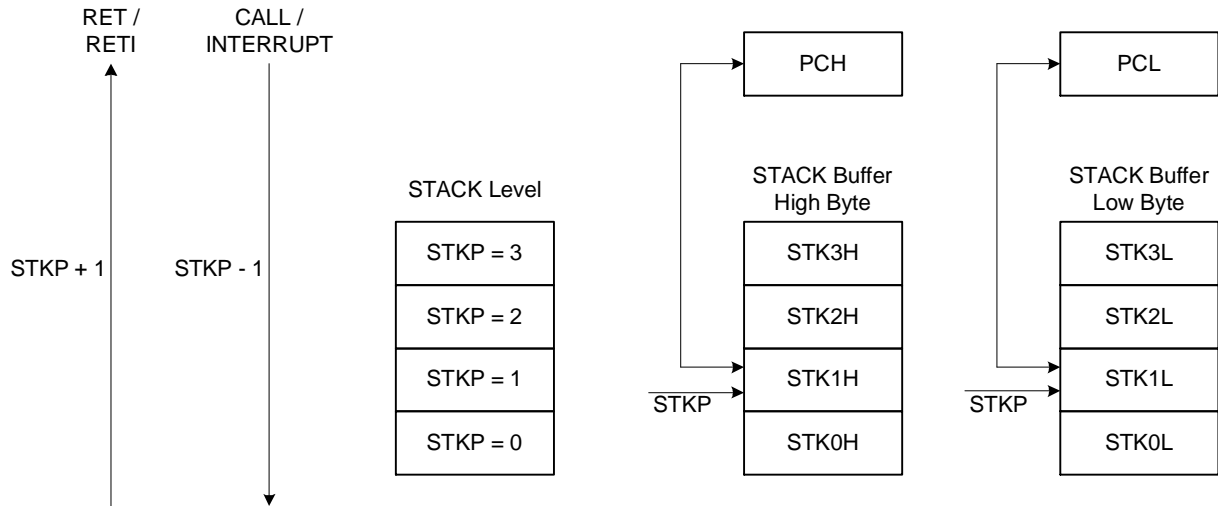 RET /
RETI
CALL /
INTERRUPT
STKP + 1
STKP - 1
STACK Level
STKP = 3
STKP = 2
STKP = 1
STKP = 0
PCH
STACK Buffer
High Byte
STK3H
STK2H
STK1H
STK0H
STKP
PCL
STACK Buffer
Low Byte
STK3L
STK2L
STK1L
STK0L
STKP